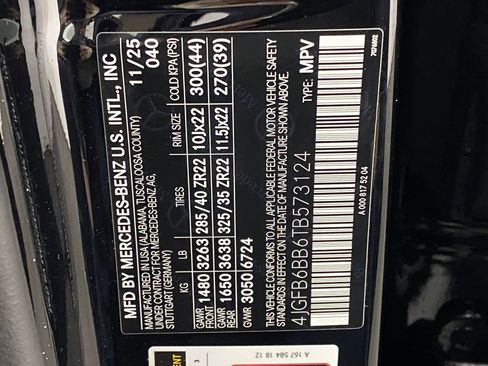 MFD BY MERCEDES-BENZ U.S. INTL., INC
MADE IN USA (ALABAMA, TUSCALOOSA COUNTY)
UNDER CONTRACT FOR MERCEDES-BENZ AG,
STUTTGART (GERMANY)
11/25
040
KG LB TIRES RIM SIZE COLD KPA(PSI)
GAWR FRONT 1480 3263 285/40 ZR22 10Jx22 300(44)
GAWR REAR 1650 3638 325/35 ZR22 11.5Jx22 270(39)
GVWR 3050 6724
THIS VEHICLE CONFORMS TO ALL APPLICABLE FEDERAL MOTOR VEHICLE SAFETY
STANDARDS IN EFFECT ON THE DATE OF MANUFACTURE SHOWN ABOVE.
4JGFB6BB6TB573124 TYPE: MPV
A 000 817 52 04
7076802
A 167 584 18 12